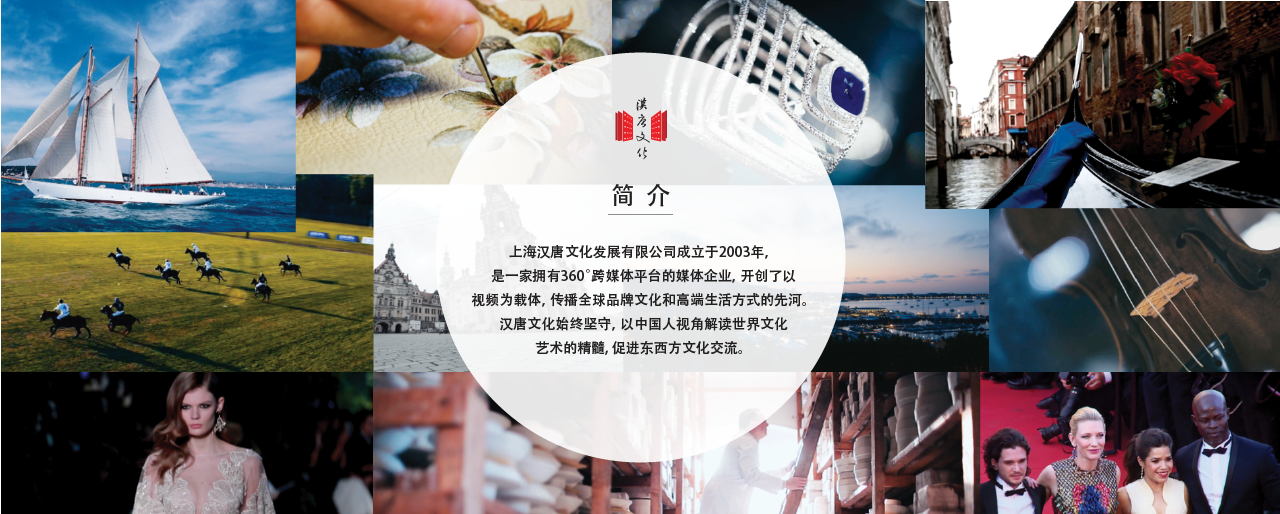 漢唐文化
简介
上海汉唐文化发展有限公司成立于2003年,
是一家拥有360°跨媒体平台的媒体企业, 开创了以
视频为载体, 传播全球品牌文化和高端生活方式的先河。
汉唐文化始终坚守, 以中国人视角解读世界文化
艺术的精髓, 促进东西方文化交流。